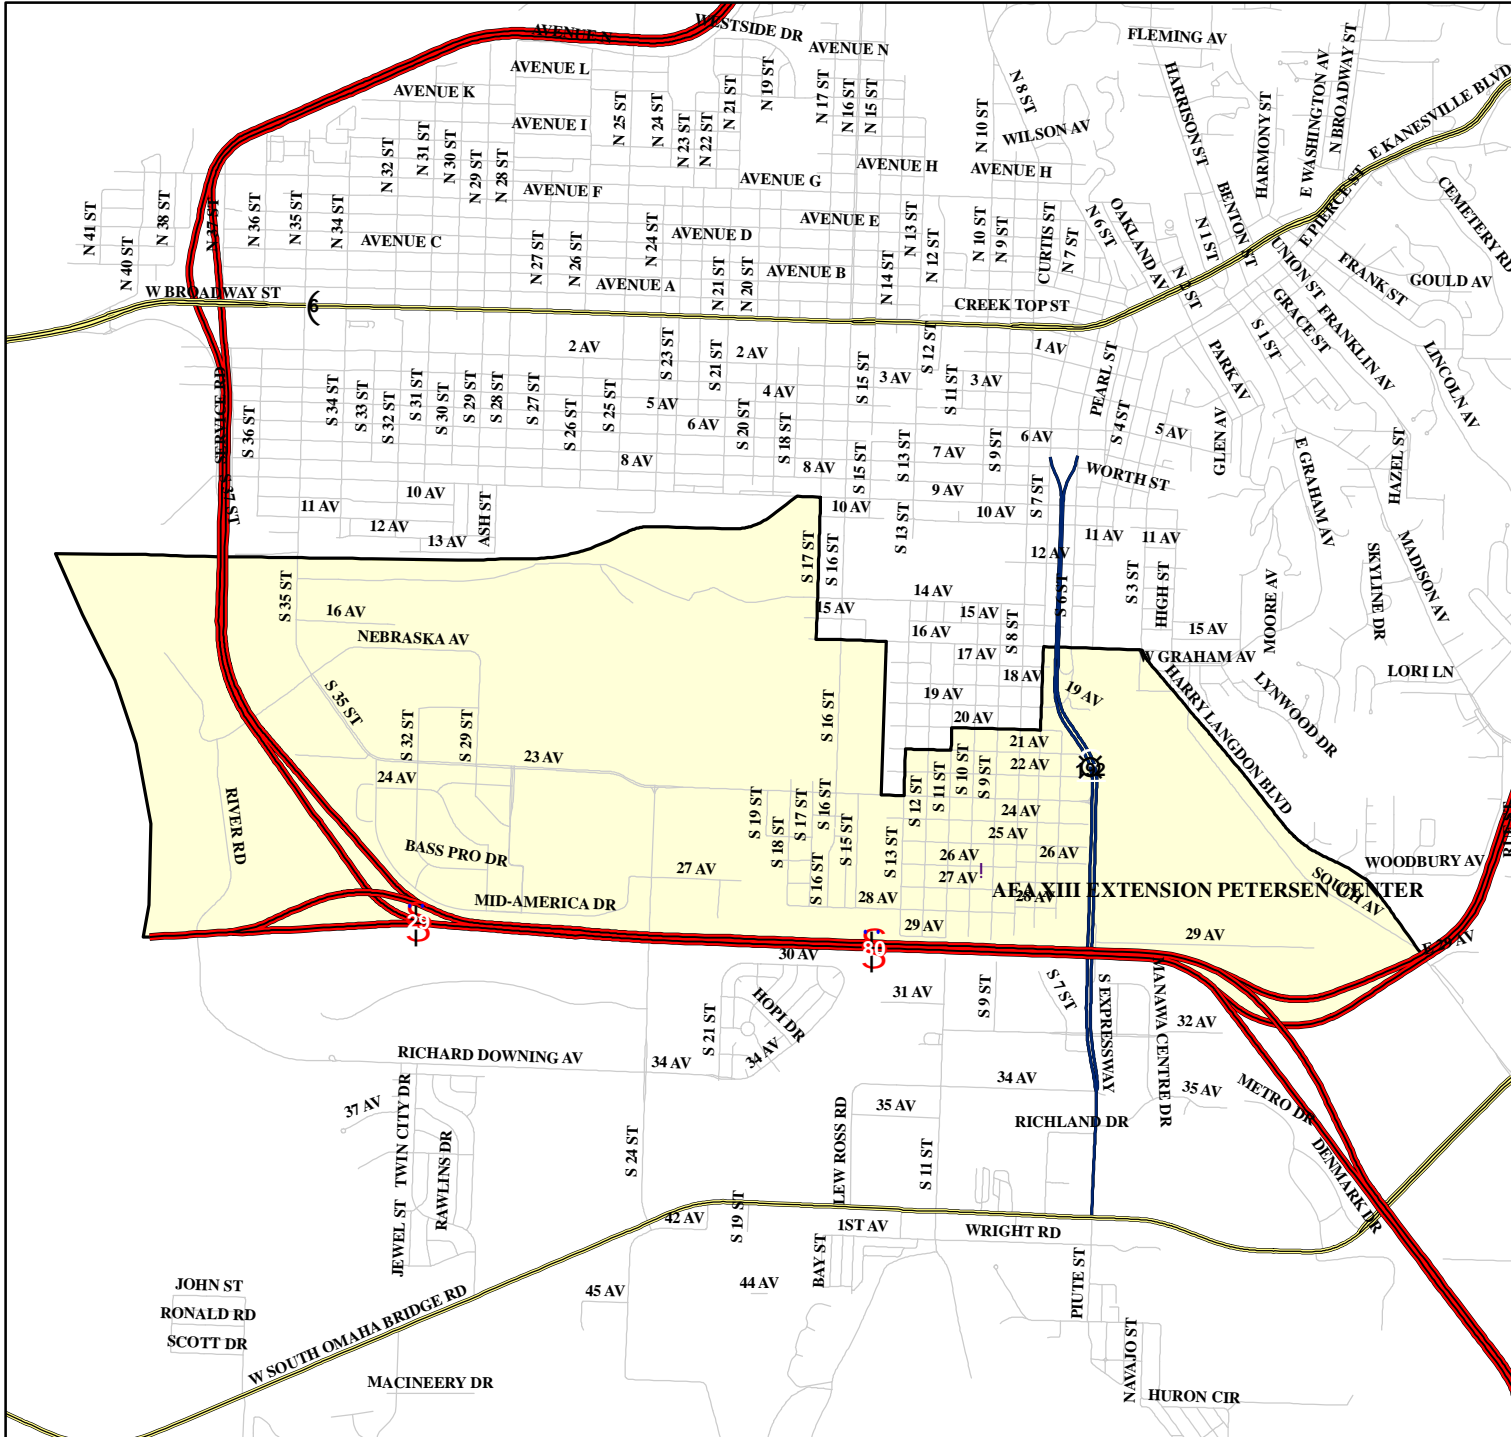 WESTSIDE DR
AVENUE N
AVENUE N
FLEMING AV
N BROADWAY ST
E WASHINGTON AV
E KANESVILLE BLVD
AVENUE L
AVENUE K
N 19 ST
N 21 ST
N 17 ST
N 16 ST
N 15 ST
N 8 ST
HARRISON ST
HARMONY ST
N 25 ST
N 24 ST
N 23 ST
N 22 ST
AVENUE I
N 10 ST
WILSON AV
N 32 ST
N 31 ST
N 30 ST
N 29 ST
N 28 ST
AVENUE H
AVENUE H
AVENUE G
AVENUE F
E PIERCE ST
CEMETERY RD
BENTON ST
N 41 ST
N 40 ST
N 38 ST
N 37 ST
N 36 ST
N 35 ST
N 34 ST
AVENUE C
N 27 ST
N 26 ST
N 24 ST
AVENUE D
AVENUE E
N 13 ST
N 12 ST
N 10 ST
N 9 ST
CURTIS ST
N 7 ST
N 6 ST
OAKLAND AV
N 1 ST
UNION ST
FRANK ST
GOULD AV
AVENUE A
N 21 ST
N 20 ST
AVENUE B
N 14 ST
W BROADWAY ST
6
CREEK TOP ST
GRACE ST
FRANKLIN AV
S 1 ST
LINCOLN AV
PARK AV
2 AV
S 23 ST
S 21 ST
2 AV
S 15 ST
S 12 ST
1 AV
PEARL ST
SERVICE RD
S 36 ST
S 34 ST
S 33 ST
S 32 ST
S 31 ST
S 30 ST
S 29 ST
S 28 ST
S 27 ST
S 26 ST
S 25 ST
5 AV
4 AV
3 AV
3 AV
S 11 ST
6 AV
S 20 ST
S 18 ST
S 4 ST
5 AV
GLEN AV
E GRAHAM AV
HAZEL ST
8 AV
8 AV
S 15 ST
S 13 ST
7 AV
S 9 ST
6 AV
WORTH ST
S 37 ST
11 AV
10 AV
12 AV
13 AV
ASH ST
10 AV
9 AV
10 AV
S 7 ST
S 13 ST
S 17 ST
S 16 ST
12 AV
11 AV
11 AV
S 3 ST
HIGH ST
MOORE AV
SKYLINE DR
MADISON AV
S 35 ST
16 AV
NEBRASKA AV
15 AV
14 AV
15 AV
16 AV
17 AV
S 8 ST
S 6 ST
18 AV
15 AV
W GRAHAM AV
LORI LN
S 35 ST
S 32 ST
S 29 ST
S 16 ST
19 AV
20 AV
19 AV
HARRY LANGDON BLVD
LYNWOOD DR
24 AV
23 AV
21 AV
22 AV
S 10 ST
S 9 ST
S 11 ST
S 12 ST
192
RIVER RD
BASS PRO DR
S 19 ST
S 18 ST
S 17 ST
S 16 ST
S 15 ST
S 13 ST
24 AV
25 AV
26 AV
26 AV
27 AV
S 16 ST
27 AV
28 AV
28 AV
AEA XIII EXTENSION PETERSEN CENTER
WOODBURY AV
SOUTH AV
MID-AMERICA DR
29
80
29 AV
29 AV
E 29 AV
30 AV
31 AV
S 9 ST
S 7 ST
S EXPRESSWAY
MANAWA CENTRE DR
32 AV
S 21 ST
HOPI DR
34 AV
34 AV
RICHARD DOWNING AV
34 AV
37 AV
TWIN CITY DR
JEWEL ST
RAWLINS DR
S 24 ST
LEW ROSS RD
35 AV
S 11 ST
RICHLAND DR
35 AV
METRO DR
DENMARK DR
42 AV
S 19 ST
1ST AV
BAY ST
WRIGHT RD
PIUTE ST
JOHN ST
RONALD RD
SCOTT DR
W SOUTH OMAHA BRIDGE RD
45 AV
44 AV
NAVAJO ST
MACINEERY DR
HURON CIR